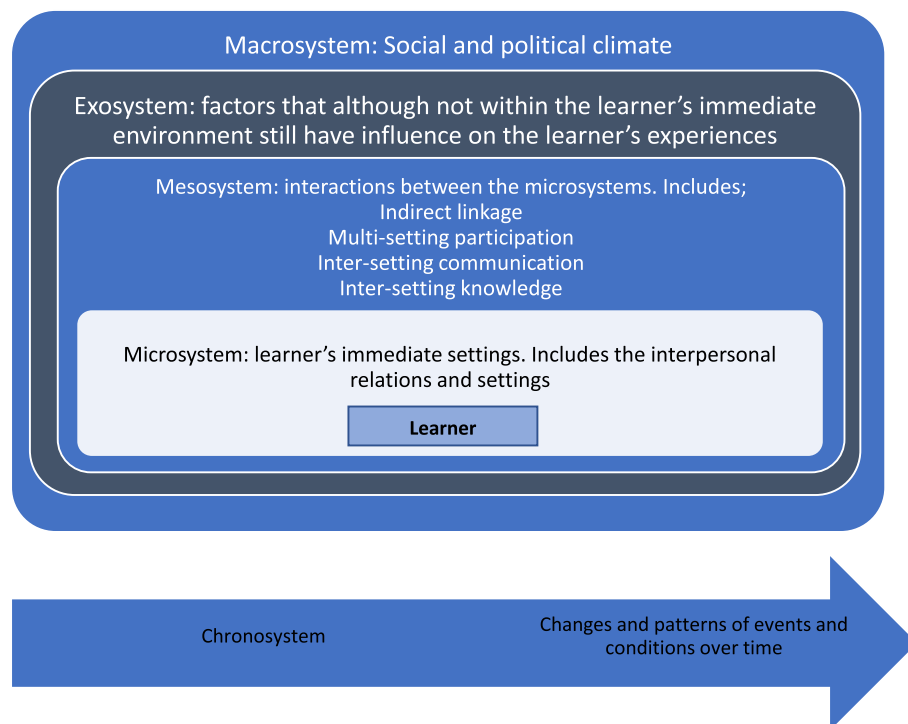 Macrosystem: Social and political climate
Exosystem: factors that although not within the learner’s immediate
environment still have influence on the learner’s experiences
Mesosystem: interactions between the microsystems. Includes;
Indirect linkage
Multi-setting participation
Inter-setting communication
Inter-setting knowledge
Microsystem: learner’s immediate settings. Includes the interpersonal
relations and settings
Learner
Chronosystem
Changes and patterns of events and
conditions over time